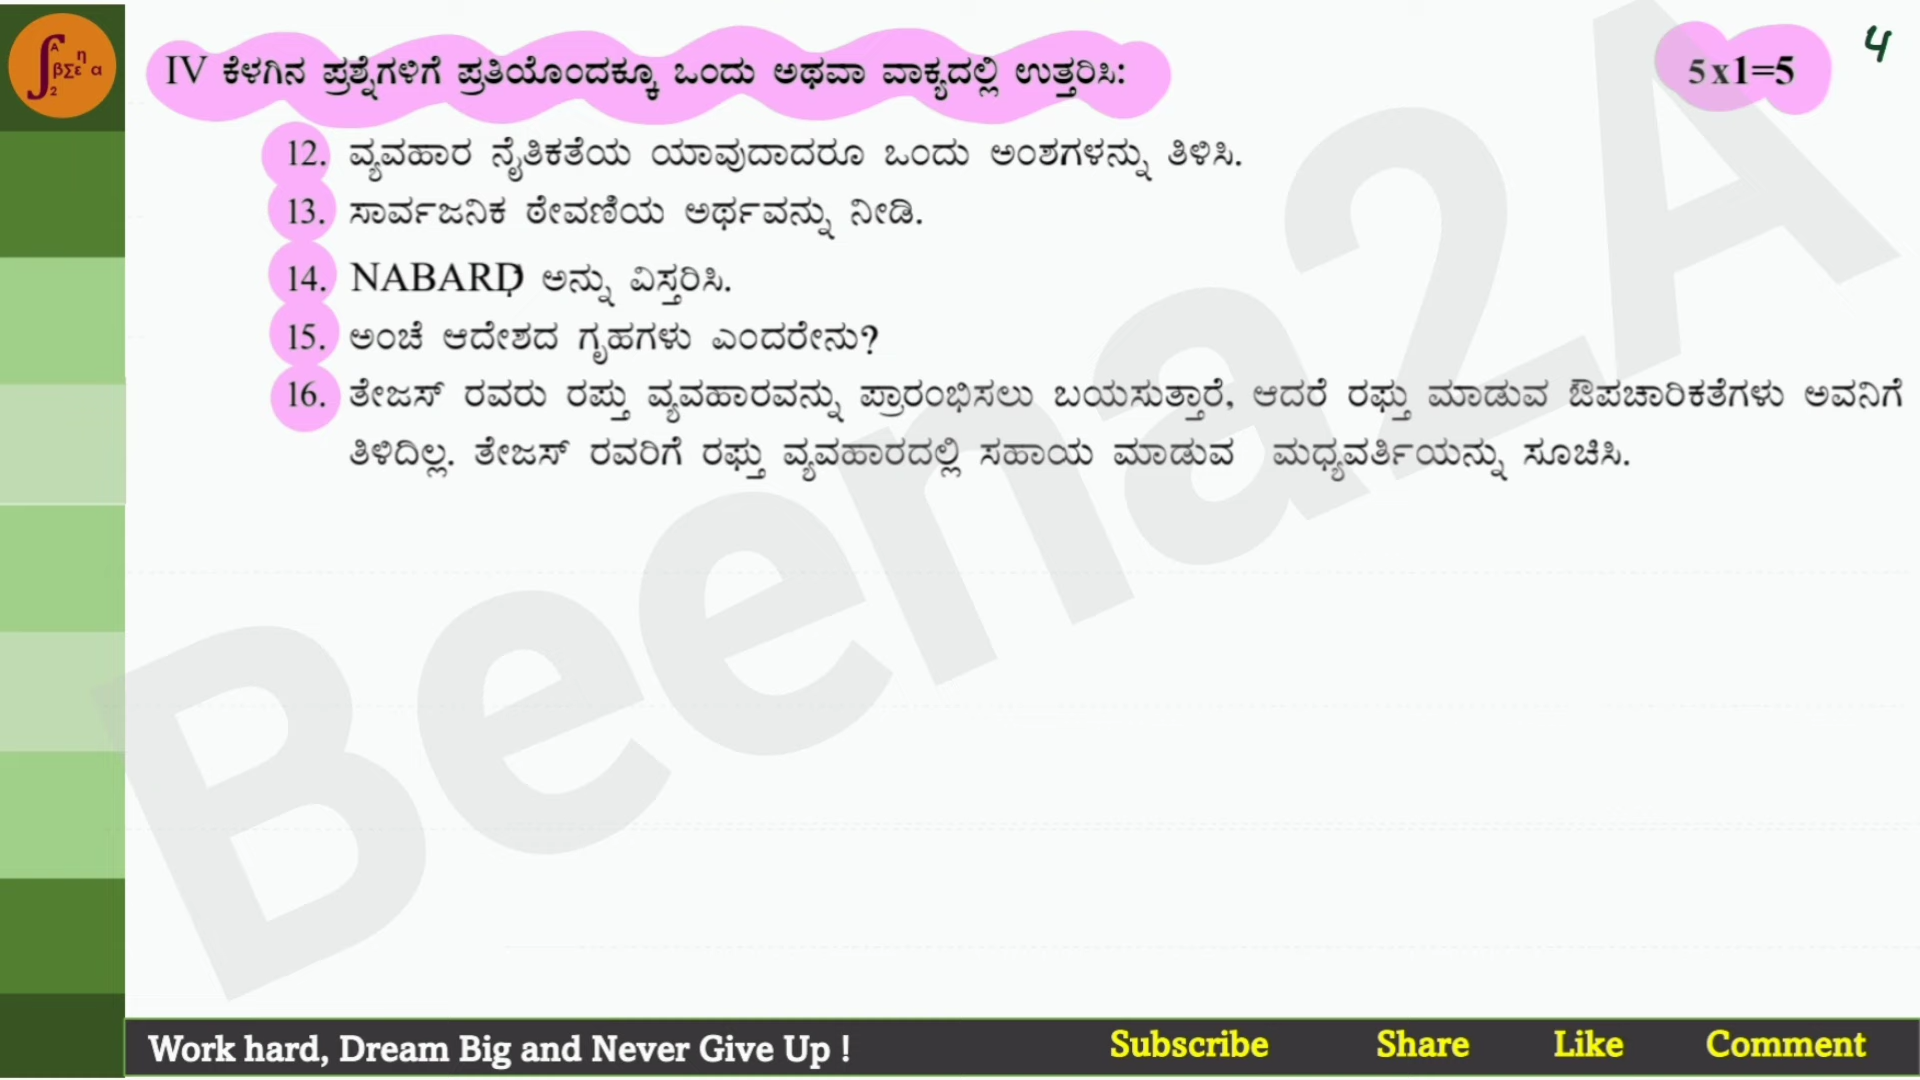 IV ಕೆಳಗಿನ ಪ್ರಶ್ನೆಗಳಿಗೆ ಪ್ರತಿಯೊಂದಕ್ಕೂ ಒಂದು ಅಥವಾ ವಾಕ್ಯದಲ್ಲಿ ಉತ್ತರಿಸಿ: 5x1=5 4
12. ವ್ಯವಹಾರ ನೈತಿಕತೆಯ ಯಾವುದಾದರೂ ಒಂದು ಅಂಶಗಳನ್ನು ತಿಳಿಸಿ.
13. ಸಾರ್ವಜನಿಕ ಠೇವಣಿಯ ಅರ್ಥವನ್ನು ನೀಡಿ.
14. NABARD ಅನ್ನು ವಿಸ್ತರಿಸಿ.
15. ಅಂಚೆ ಆದೇಶದ ಗೃಹಗಳು ಎಂದರೇನು?
16. ತೇಜಸ್ ರವರು ರಫ್ತು ವ್ಯವಹಾರವನ್ನು ಪ್ರಾರಂಭಿಸಲು ಬಯಸುತ್ತಾರೆ, ಆದರೆ ರಫ್ತು ಮಾಡುವ ಔಪಚಾರಿಕತೆಗಳು ಅವನಿಗೆ
ತಿಳಿದಿಲ್ಲ. ತೇಜಸ್ ರವರಿಗೆ ರಫ್ತು ವ್ಯವಹಾರದಲ್ಲಿ ಸಹಾಯ ಮಾಡುವ ಮಧ್ಯವರ್ತಿಯನ್ನು ಸೂಚಿಸಿ.
Beena2A
Work hard, Dream Big and Never Give Up ! Subscribe Share Like Comment